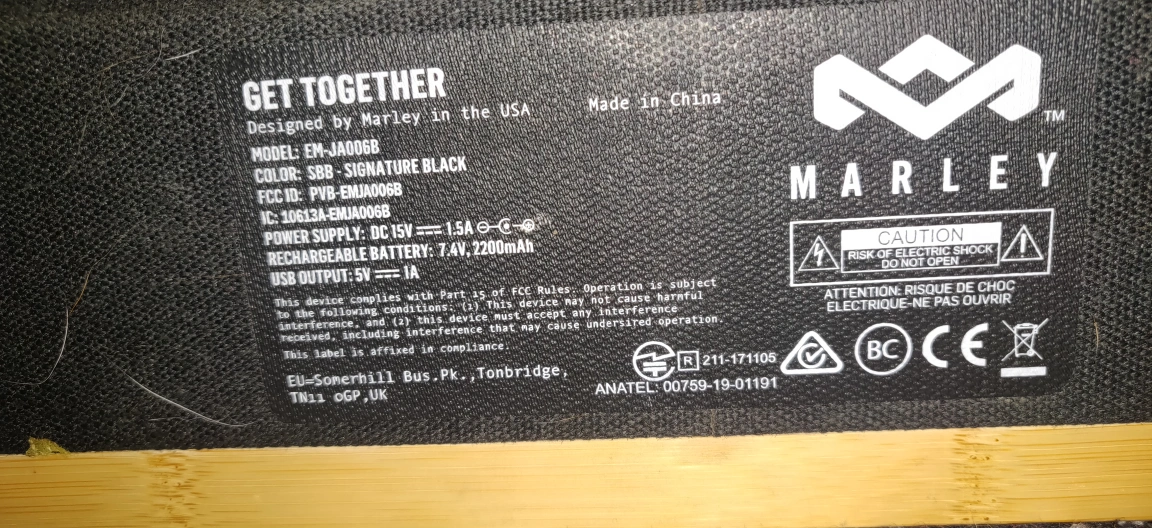 GET TOGETHER
Designed by Marley in the USA Made in China
MODEL: EM-JA006B
COLOR: SBB - SIGNATURE BLACK
FCC ID: PVB-EMJA006B
IC: 10613A-EMJA006B
POWER SUPPLY: DC 15V 1.5A
RECHARGEABLE BATTERY: 7.4V, 2200mAh
USB OUTPUT: 5V 1A
This device complies with Part 15 of FCC Rules. Operation is subject
to the following conditions, (1) This device may not cause harmful
interference, and (2) this device must accept any interference
received, including interference that may cause undersired operation.
This label is affixed in compliance.
EU-Somerhill Bus.Pk.,Tonbridge,
TN11 0GP,UK
R 211-171105
ANATEL: 00759-19-01191
TM
MARLEY
CAUTION
RISK OF ELECTRIC SHOCK
DO NOT OPEN
ATTENTION: RISQUE DE CHOC
ELECTRIQUE-NE PAS OUVRIR
BC CE